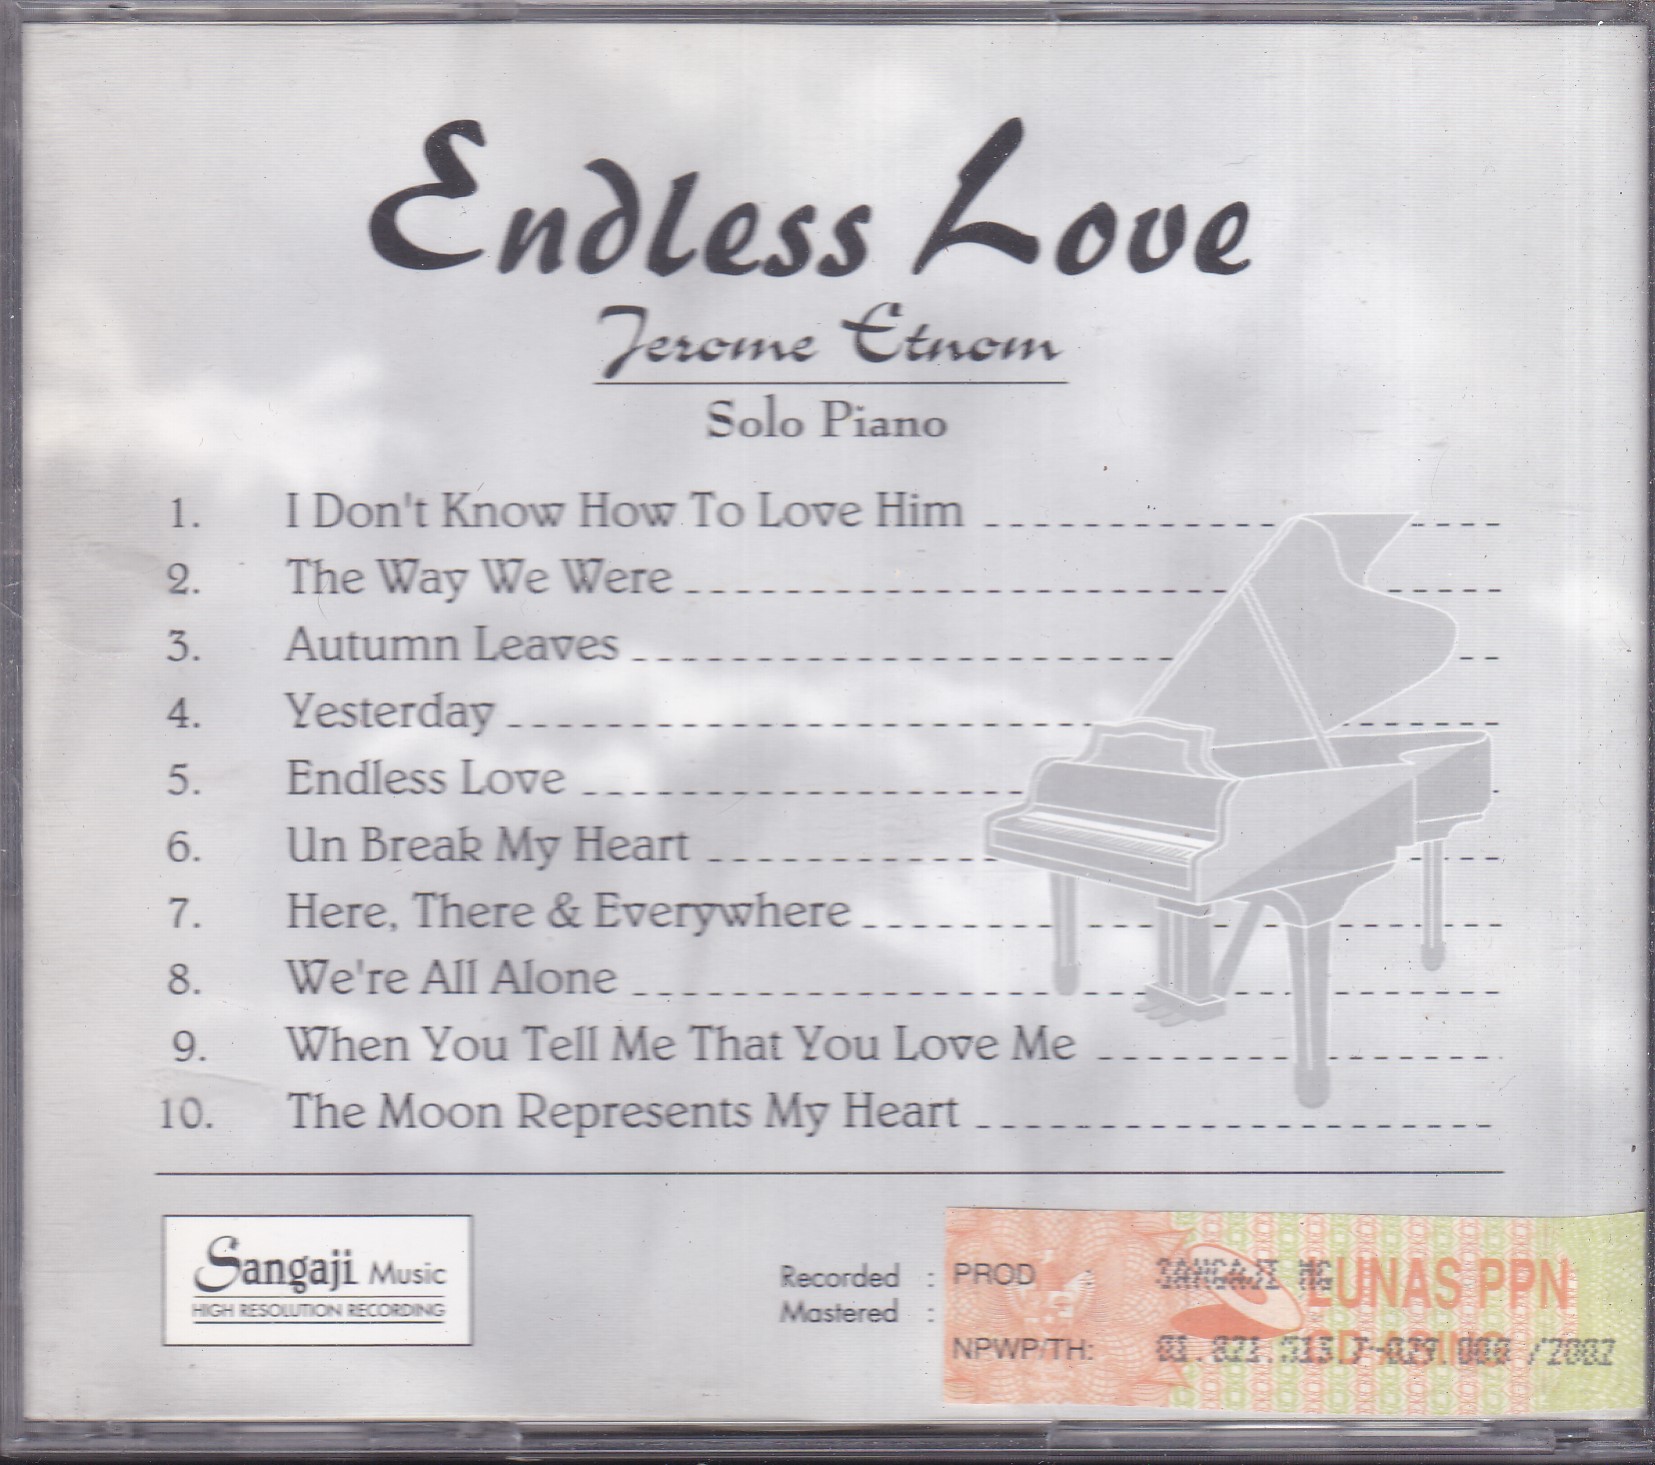 Endless Love
Jerome Etnom
Solo Piano
1. I Don't Know How To Love Him
2. The Way We Were
3. Autumn Leaves
4. Yesterday
5. Endless Love
6. Un Break My Heart
7. Here, There & Everywhere
8. We're All Alone
9. When You Tell Me That You Love Me
10. The Moon Represents My Heart
Sangaji Music
HIGH RESOLUTION RECORDING
Recorded :
Mastered :
PROD : SANGAJI MG LUNAS PPN
NPWP/TH: /2002